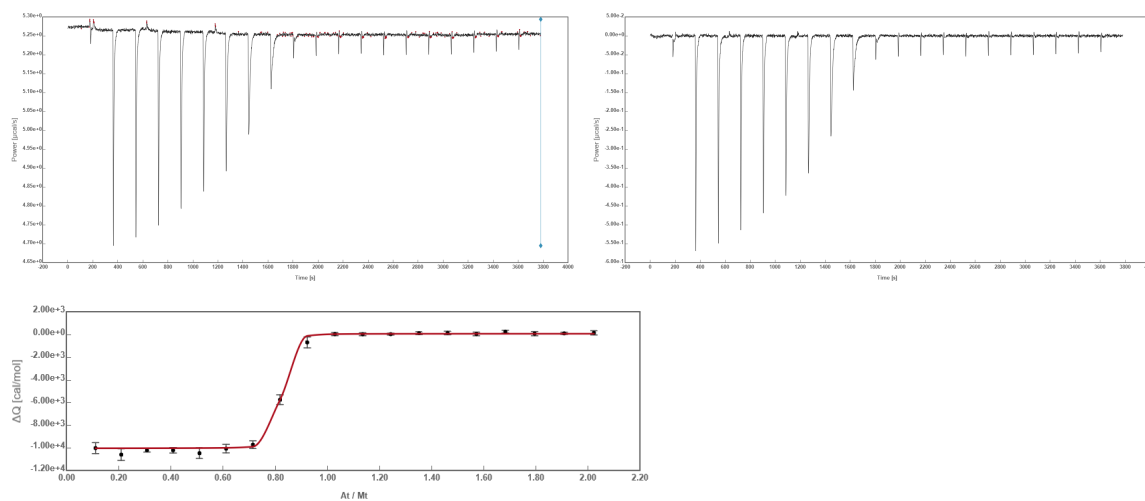 5.30e+0
5.25e+0
5.20e+0
5.15e+0
5.10e+0
5.05e+0
5.00e+0
4.95e+0
4.90e+0
4.85e+0
4.80e+0
4.75e+0
4.70e+0
4.65e+0
Power [µcal/s]
-200 0 200 400 600 800 1000 1200 1400 1600 1800 2000 2200 2400 2600 2800 3000 3200 3400 3600 3800 4000
Time [s]
5.00e-2
0.00e+0
-5.00e-2
-1.00e-1
-1.50e-1
-2.00e-1
-2.50e-1
-3.00e-1
-3.50e-1
-4.00e-1
-4.50e-1
-5.00e-1
-5.50e-1
-6.00e-1
Power [µcal/s]
-200 0 200 400 600 800 1000 1200 1400 1600 1800 2000 2200 2400 2600 2800 3000 3200 3400 3600 3800
Time [s]
2.00e+3
0.00e+0
-2.00e+3
-4.00e+3
-6.00e+3
-8.00e+3
-1.00e+4
-1.20e+4
ΔQ [cal/mol]
0.00 0.20 0.40 0.60 0.80 1.00 1.20 1.40 1.60 1.80 2.00 2.20
At / Mt